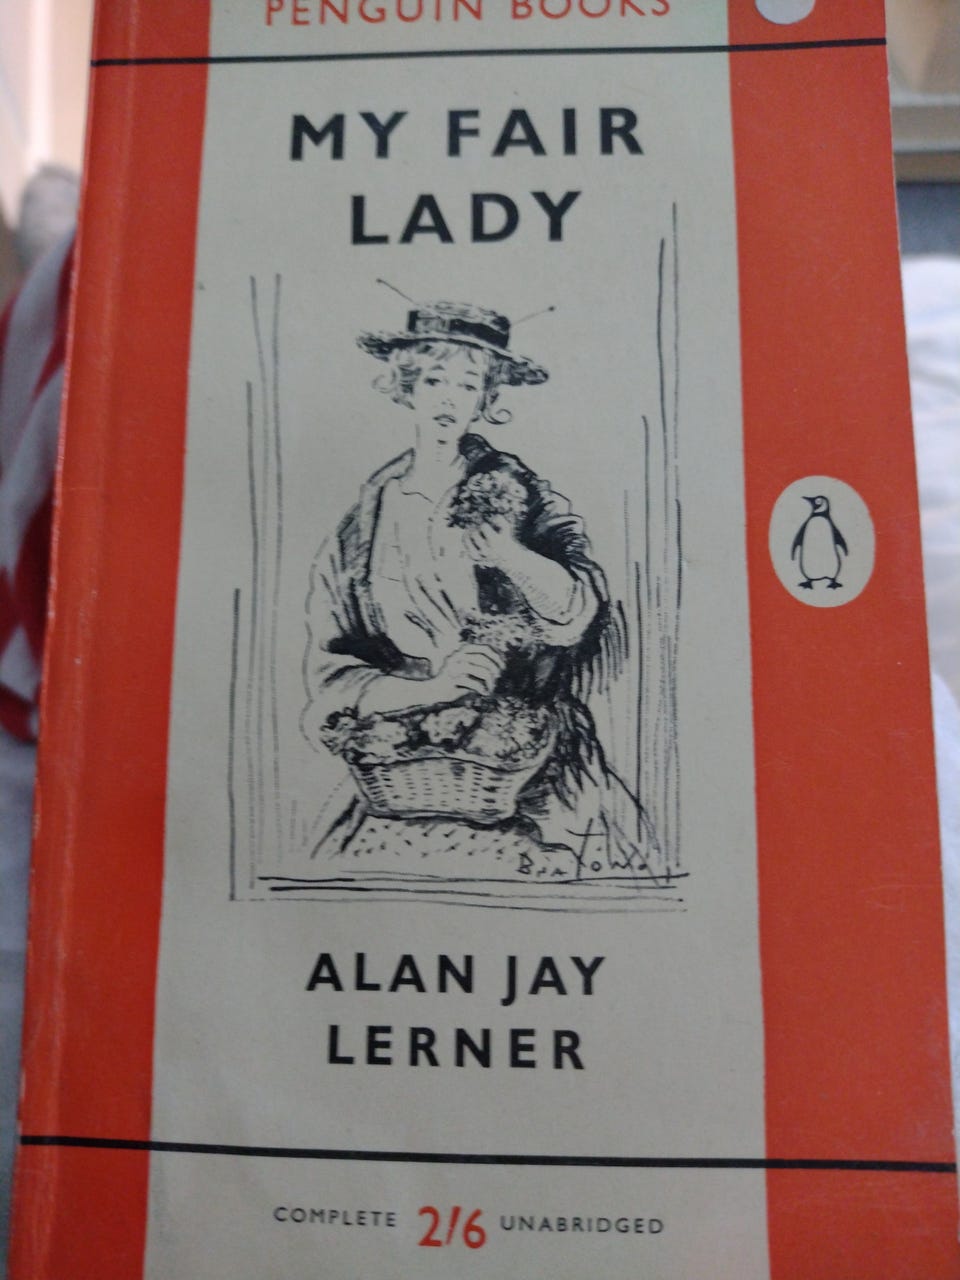 PENGUIN BOOKS
MY FAIR
LADY
ALAN JAY
LERNER
COMPLETE 2/6 UNABRIDGED